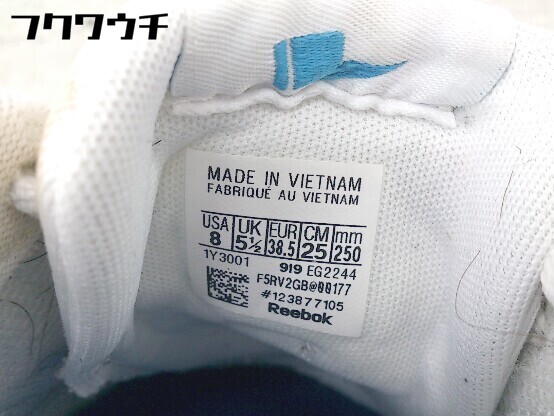 フクワウチ
MADE IN VIETNAM
FABRIQUÉ AU VIETNAM
USA UK EUR CM mm
8 5½ 38.5 25 250
1Y3001 919 EG2244
F5RV2GB@00177
#123877105
Reebok